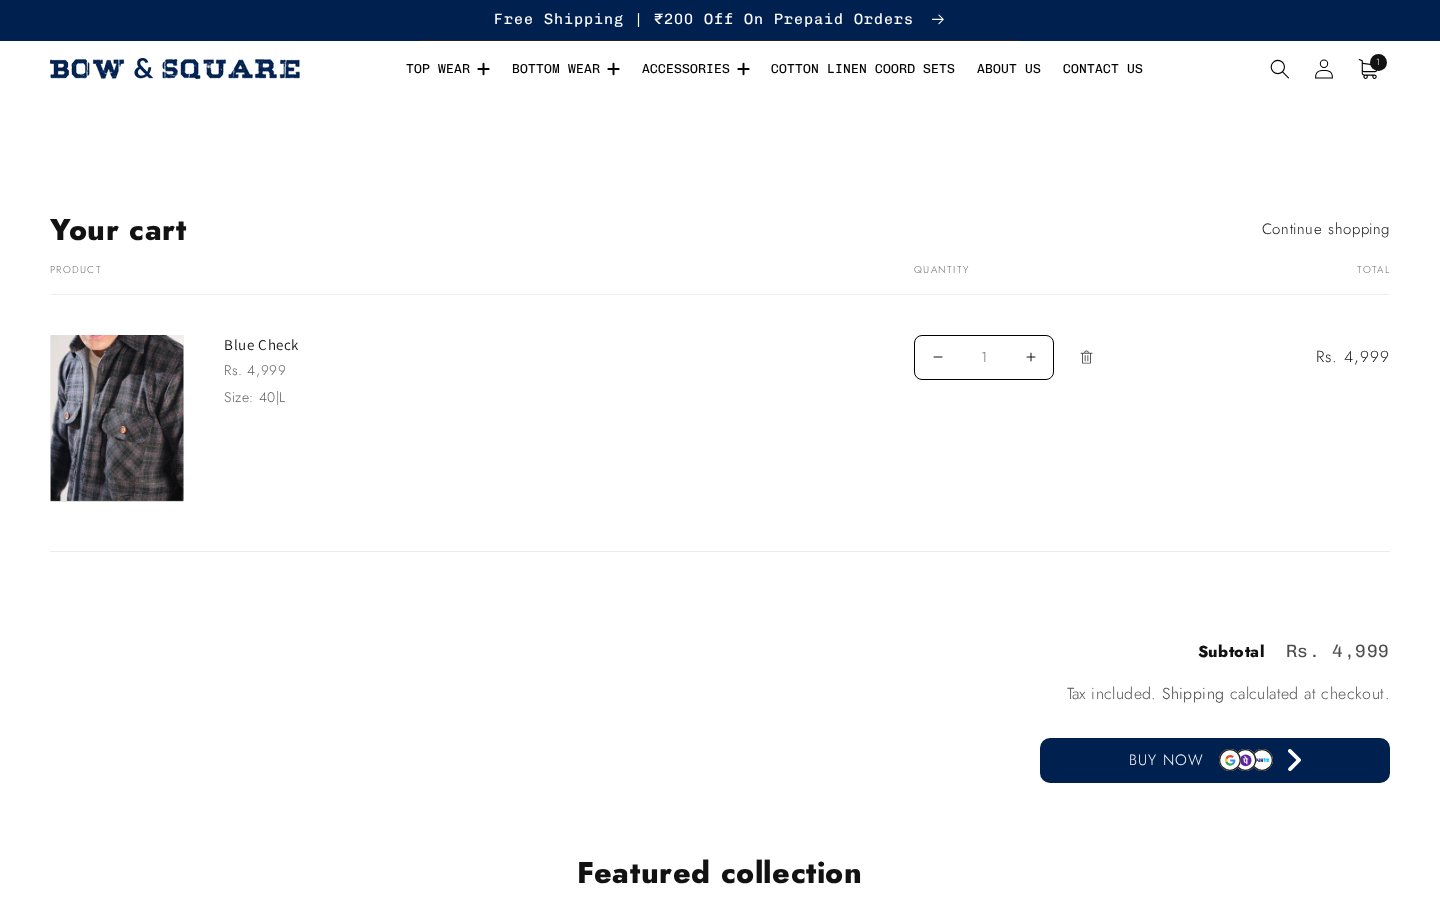 Free Shipping | ₹200 Off On Prepaid Orders
BOW & SQUARE
TOP WEAR
BOTTOM WEAR
ACCESSORIES
COTTON LINEN COORD SETS
ABOUT US
CONTACT US
1
Your cart
Continue shopping
PRODUCT
QUANTITY
TOTAL
Blue Check
Rs. 4,999
Size: 40|L
1
Rs. 4,999
Subtotal Rs. 4,999
Tax included. Shipping calculated at checkout.
BUY NOW
Featured collection